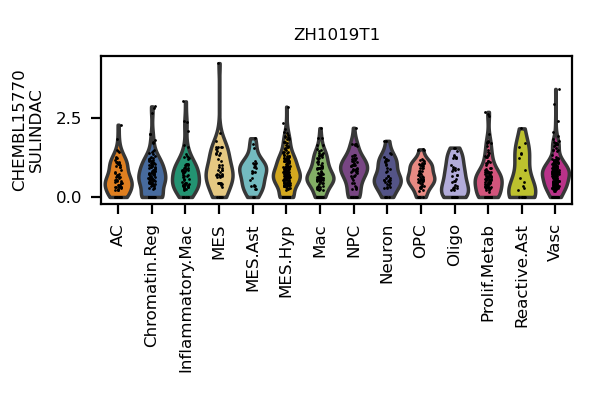 ZH1019T1
CHEMBL15770
SULINDAC
2.5
0.0
AC
Chromatin.Reg
Inflammatory.Mac
MES
MES.Ast
MES.Hyp
Mac
NPC
Neuron
OPC
Oligo
Prolif.Metab
Reactive.Ast
Vasc